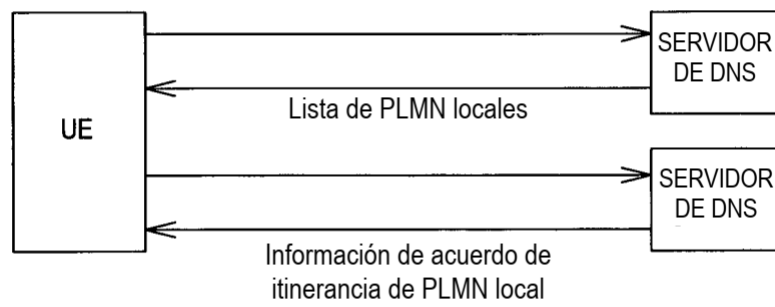 UE
SERVIDOR
DE DNS
Lista de PLMN locales
SERVIDOR
DE DNS
Información de acuerdo de
itinerancia de PLMN local